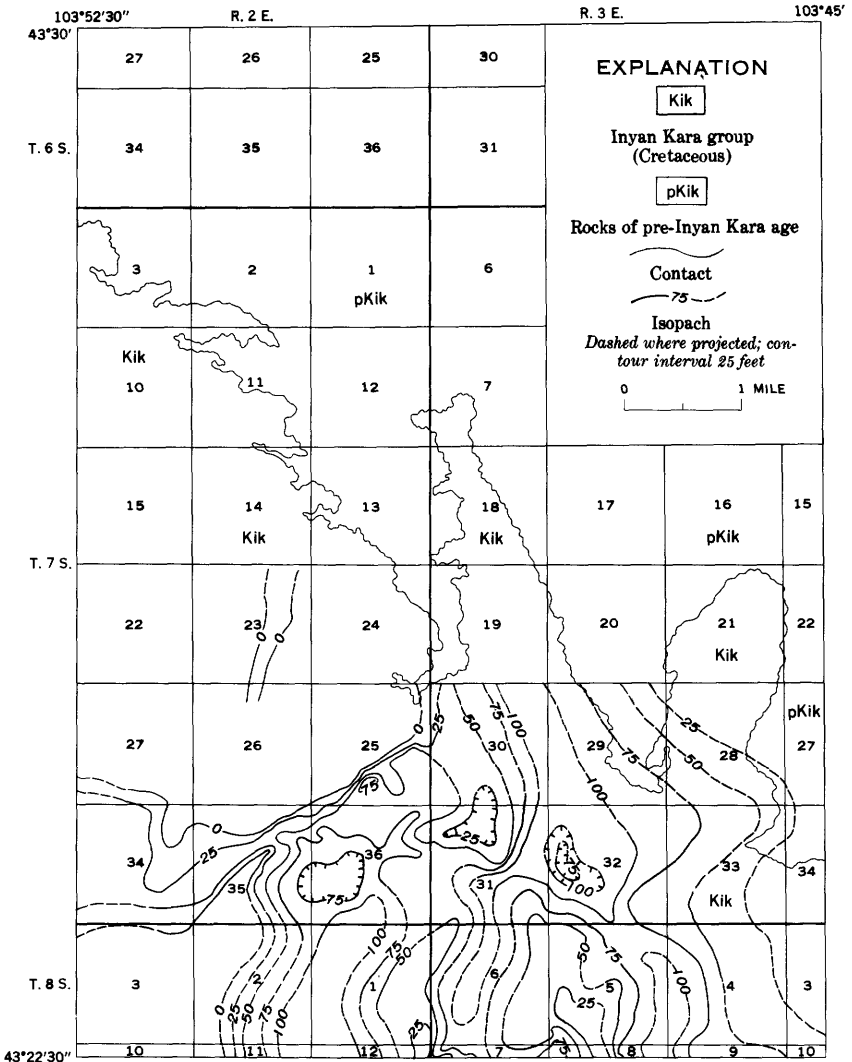 103°52'30" R. 2 E. R. 3 E. 103°45'
43°30'
27 26 25 30
EXPLANATION
Kik
Inyan Kara group
(Cretaceous)
pKik
Rocks of pre-Inyan Kara age
Contact
75
Isopach
Dashed where projected; con-
tour interval 25 feet
0 1 MILE
T. 6 S. 34 35 36 31
3 2 1 6
pKik
Kik
10 11 12 7
15 14 13 18 17 16 15
Kik Kik pKik
T. 7 S.
22 23 24 19 20 21 22
0 0
Kik
pKik
0 25 50 75 100 25
27 26 25 30 29 28 27
75 50
75
100
0
25 25
34 36 32 33 34
35 31
75 75 100
Kik
100 75 50 50 75 100
T. 8 S. 3 2 1 6 5 4 3
0 25 50 75 100 25 25 75
43°22'30" 10 11 12 7 8 9 10